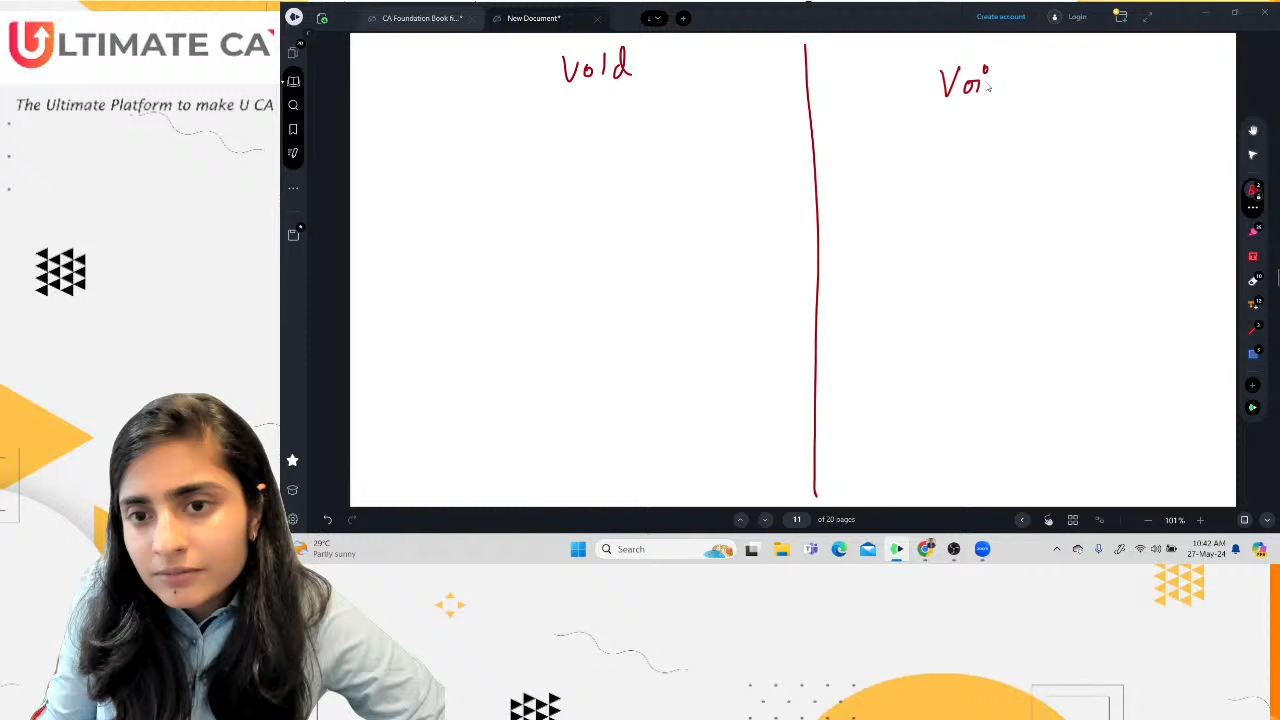 ULTIMATE CA
The Ultimate Platform to make U CA
CA Foundation Book fi...*
New Document*
Create account
Login
Void
Voi
11
of 20 pages
101%
29°C
Partly sunny
Search
10:42 AM
27-May-24